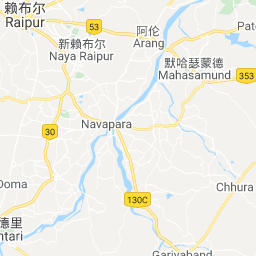 赖布尔
Raipur
53
阿伦
Arang
Pate
新赖布尔
Naya Raipur
默哈瑟蒙德
Mahasamund
353
Navapara
30
Doma
Chhura
130C
德里
ntari
Gariyaband